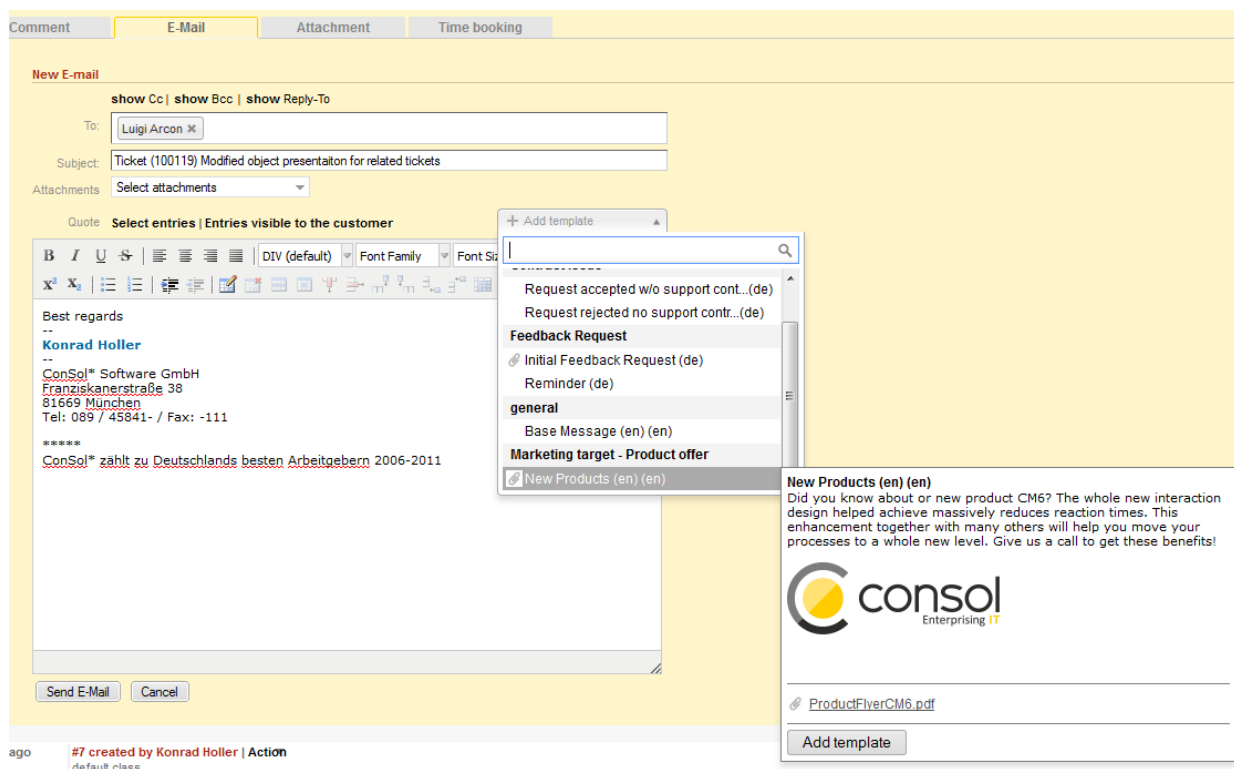 Comment E-Mail Attachment Time booking
New E-mail
show Cc | show Bcc | show Reply-To
To: Luigi Arcon
Subject: Ticket (100119) Modified object presentaiton for related tickets
Attachments Select attachments
Quote Select entries | Entries visible to the customer
Add template
B I U S DIV (default) Font Family Font Siz
x² X₂
Best regards
--
Konrad Holler
--
ConSol* Software GmbH
Franziskanerstraße 38
81669 München
Tel: 089 / 45841- / Fax: -111
*****
ConSol* zählt zu Deutschlands besten Arbeitgebern 2006-2011
Request accepted w/o support cont...(de)
Request rejected no support contr...(de)
Feedback Request
Initial Feedback Request (de)
Reminder (de)
general
Base Message (en) (en)
Marketing target - Product offer
New Products (en) (en)
New Products (en) (en)
Did you know about or new product CM6? The whole new interaction
design helped achieve massively reduces reaction times. This
enhancement together with many others will help you move your
processes to a whole new level. Give us a call to get these benefits!
consol
Enterprising IT
ProductFlyerCM6.pdf
Add template
Send E-Mail Cancel
ago #7 created by Konrad Holler | Action
default class